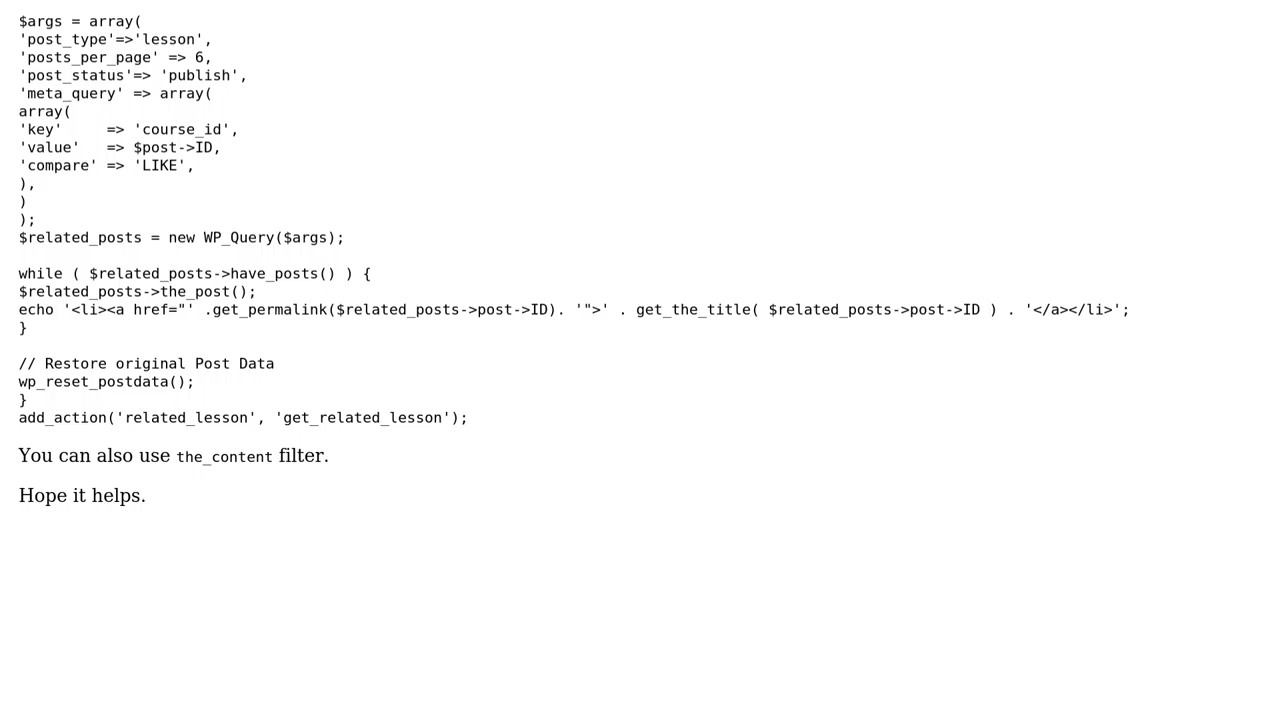 $args = array(
'post_type'=>'lesson',
'posts_per_page' => 6,
'post_status'=> 'publish',
'meta_query' => array(
array(
'key'     => 'course_id',
'value'   => $post->ID,
'compare' => 'LIKE',
),
)
);
$related_posts = new WP_Query($args);

while ( $related_posts->have_posts() ) {
$related_posts->the_post();
echo '<li><a href="' .get_permalink($related_posts->post->ID). '">' . get_the_title( $related_posts->post->ID ) . '</a></li>';
}

// Restore original Post Data
wp_reset_postdata();
}
add_action('related_lesson', 'get_related_lesson');
You can also use the_content filter.
Hope it helps.